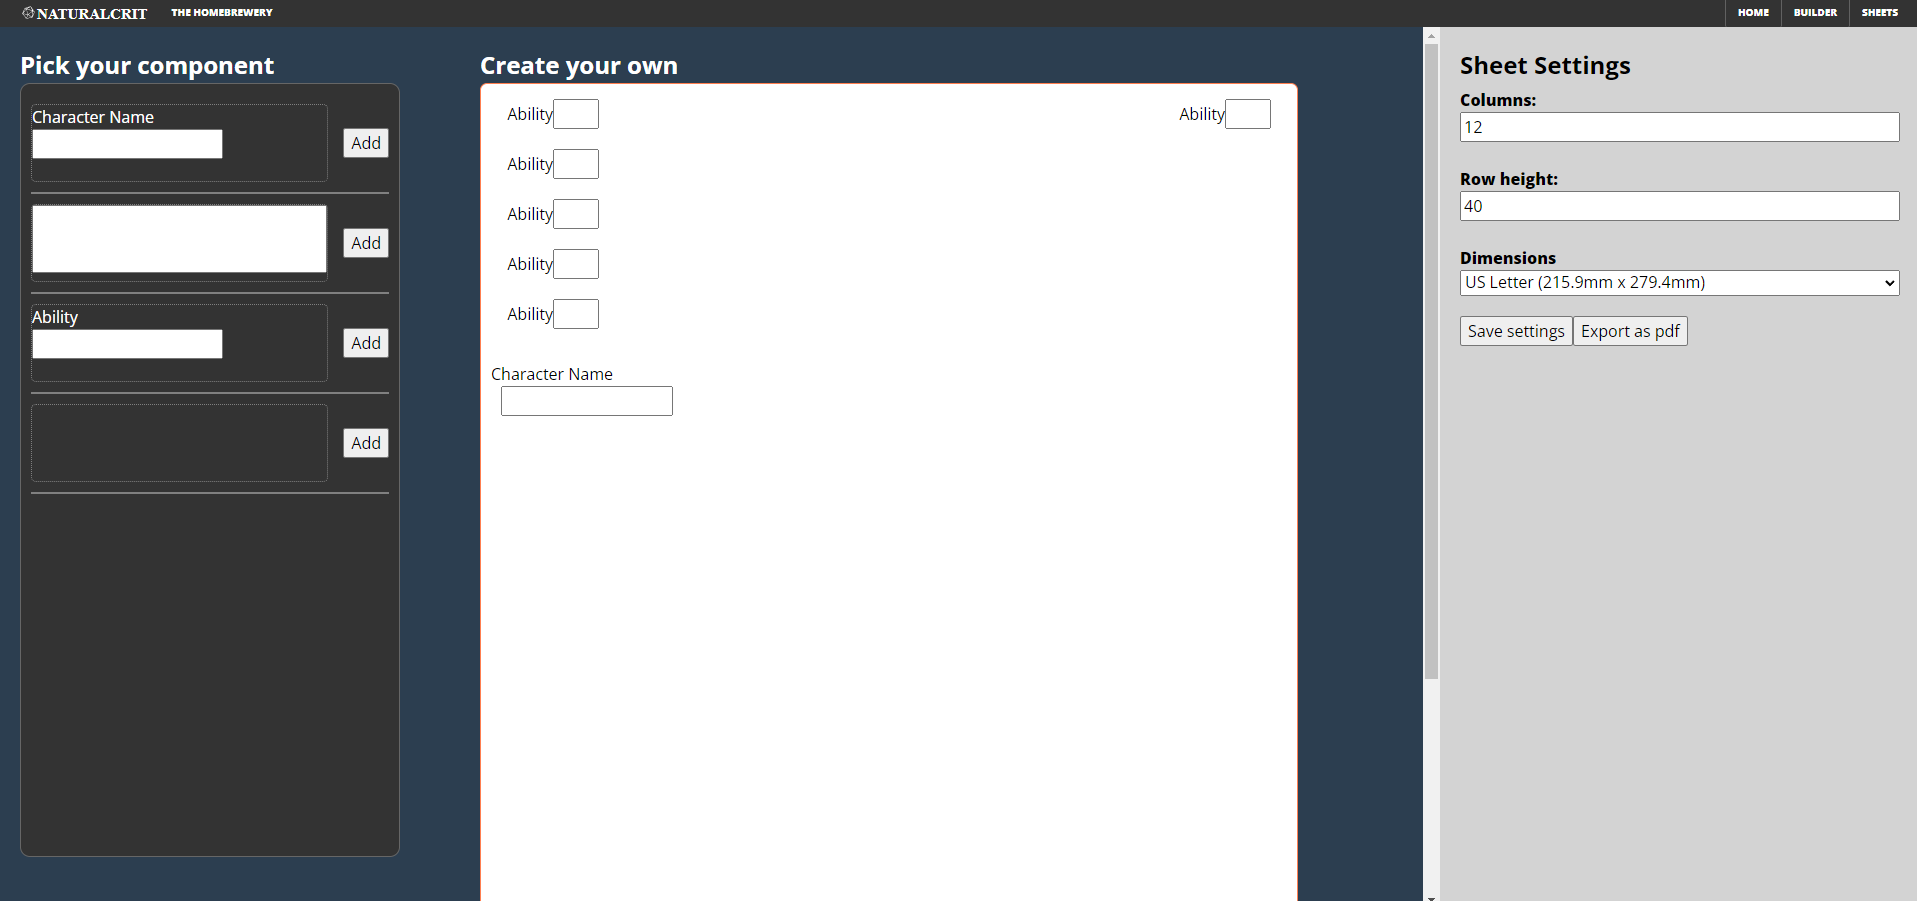 NATURALCRIT THE HOMEBREWERY HOME BUILDER SHEETS
Pick your component
Character Name
Add
Add
Ability
Add
Add
Create your own
Ability Ability
Ability
Ability
Ability
Ability
Character Name
Sheet Settings
Columns:
12
Row height:
40
Dimensions
US Letter (215.9mm x 279.4mm)
Save settings Export as pdf